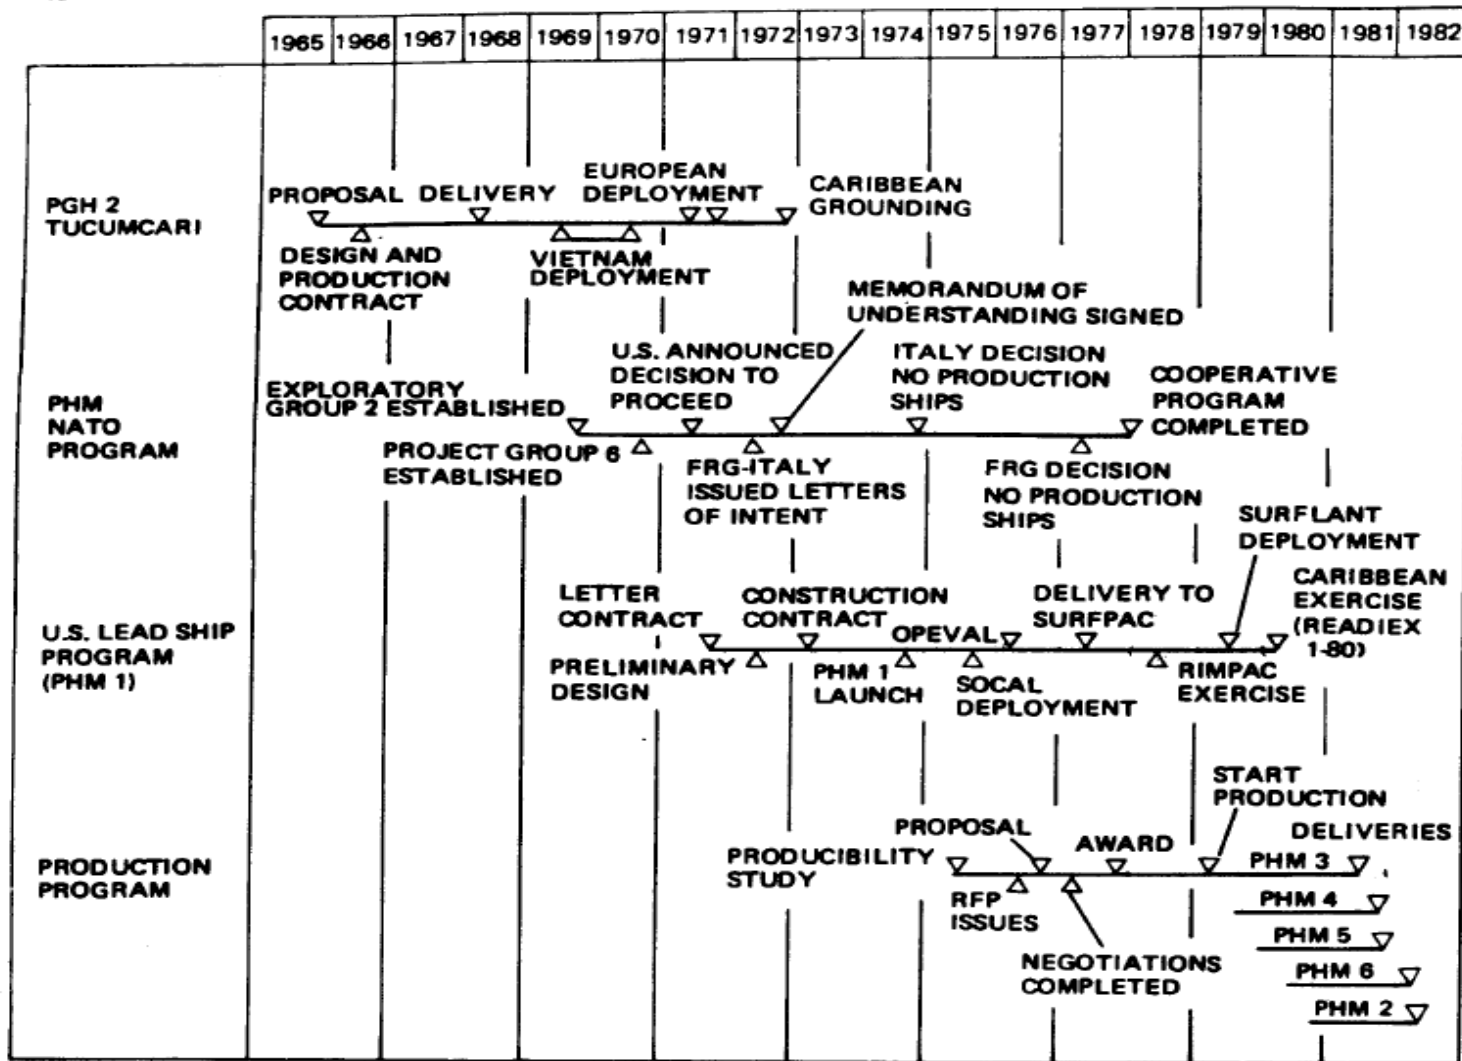 1965 1966 1967 1968 1969 1970 1971 1972 1973 1974 1975 1976 1977 1978 1979 1980 1981 1982
PGH 2
TUCUMCARI
PROPOSAL
DELIVERY
EUROPEAN
DEPLOYMENT
CARIBBEAN
GROUNDING
DESIGN AND
PRODUCTION
CONTRACT
VIETNAM
DEPLOYMENT
PHM
NATO
PROGRAM
EXPLORATORY
GROUP 2 ESTABLISHED
PROJECT GROUP 6
ESTABLISHED
U.S. ANNOUNCED
DECISION TO
PROCEED
FRG-ITALY
ISSUED LETTERS
OF INTENT
MEMORANDUM OF
UNDERSTANDING SIGNED
ITALY DECISION
NO PRODUCTION
SHIPS
FRG DECISION
NO PRODUCTION
SHIPS
COOPERATIVE
PROGRAM
COMPLETED
U.S. LEAD SHIP
PROGRAM
(PHM 1)
LETTER
CONTRACT
PRELIMINARY
DESIGN
CONSTRUCTION
CONTRACT
PHM 1
LAUNCH
OPEVAL
SOCAL
DEPLOYMENT
DELIVERY TO
SURFPAC
RIMPAC
EXERCISE
SURFLANT
DEPLOYMENT
CARIBBEAN
EXERCISE
(READIEX
1-80)
PRODUCTION
PROGRAM
PRODUCIBILITY
STUDY
RFP
ISSUES
PROPOSAL
NEGOTIATIONS
COMPLETED
AWARD
START
PRODUCTION
DELIVERIES
PHM 3
PHM 4
PHM 5
PHM 6
PHM 2